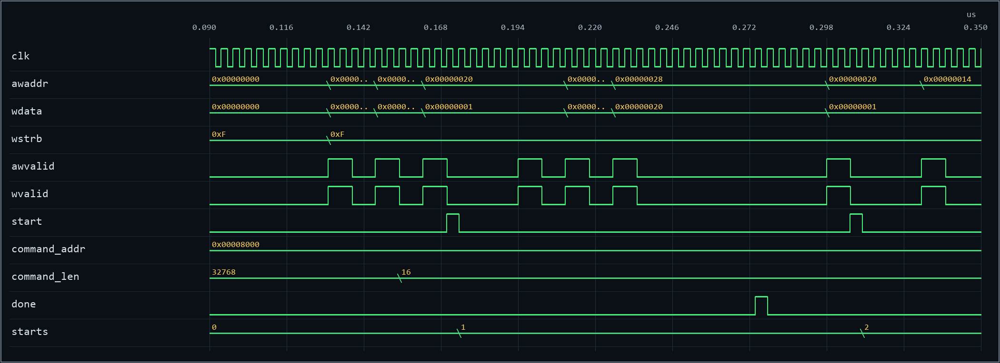 us
0.090 0.116 0.142 0.168 0.194 0.220 0.246 0.272 0.298 0.324 0.350
clk
awaddr 0x00000000 0x0000.. 0x0000.. 0x00000020 0x0000.. 0x00000028 0x00000020 0x00000014
wdata 0x00000000 0x0000.. 0x0000.. 0x00000001 0x0000.. 0x00000020 0x00000001
wstrb 0xF 0xF
awvalid
wvalid
start
command_addr 0x00008000
command_len 32768 16
done
starts 0 1 2